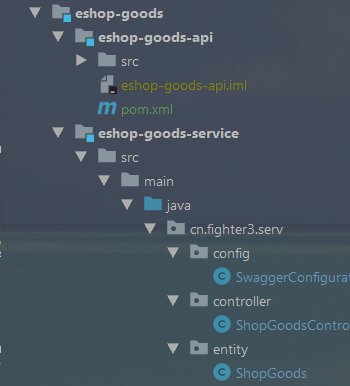 eshop-goods
eshop-goods-api
src
eshop-goods-api.iml
pom.xml
eshop-goods-service
src
main
java
cn.fighter3.serv
config
SwaggerConfigurat
controller
ShopGoodsContro
entity
ShopGoods